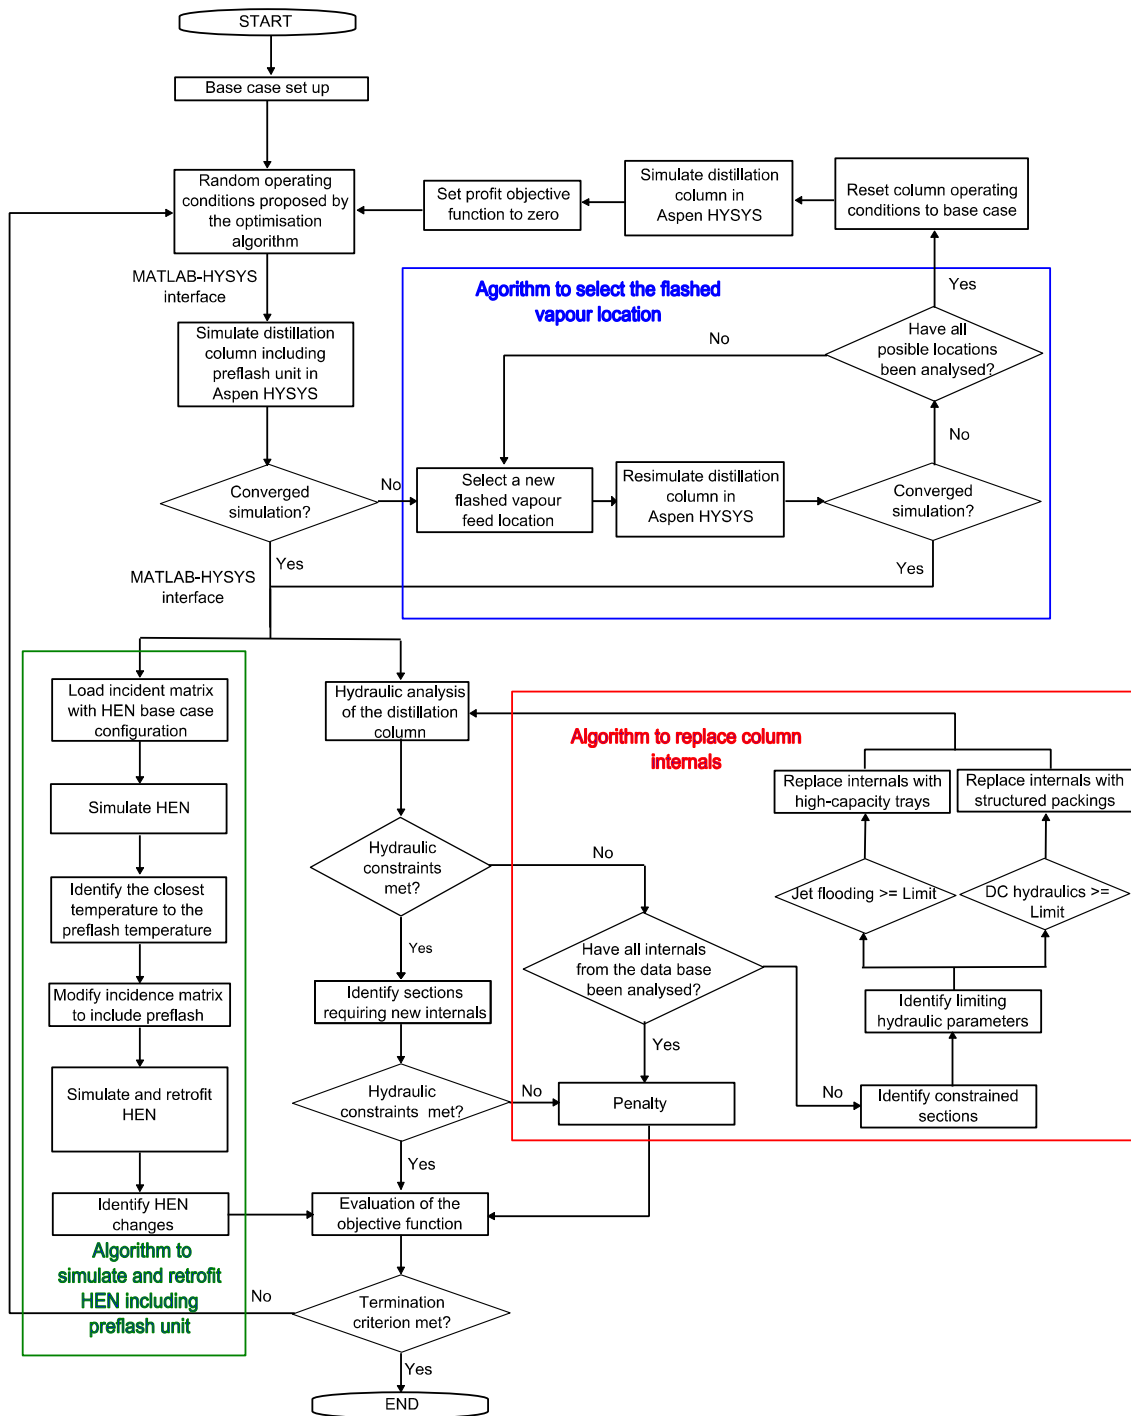 START
Base case set up
Random operating
conditions proposed by
the optimisation
algorithm
Set profit objective
function to zero
Simulate distillation
column in
Aspen HYSYS
Reset column operating
conditions to base case
MATLAB-HYSYS
interface
Yes
Agorithm to select the flashed
vapour location
Simulate distillation
column including
preflash unit in
Aspen HYSYS
No
Have all
posible locations
been analysed?
No
Converged
simulation?
No
Select a new
flashed vapour
feed location
Resimulate distillation
column in
Aspen HYSYS
Converged
simulation?
Yes
Yes
MATLAB-HYSYS
interface
Load incident matrix
with HEN base case
configuration
Simulate HEN
Identify the closest
temperature to the
preflash temperature
Modify incidence matrix
to include preflash
Simulate and retrofit
HEN
Identify HEN
changes
Algorithm to
simulate and retrofit
HEN including
preflash unit
Hydraulic analysis
of the distillation
column
Hydraulic
constraints
met?
No
Yes
Identify sections
requiring new internals
Hydraulic
constraints  met?
No
Yes
Algorithm to replace column
internals
Replace internals with
high-capacity trays
Replace internals with
structured packings
Jet flooding >= Limit
DC hydraulics >=
Limit
Have all internals
from the data base
been analysed?
Identify limiting
hydraulic parameters
Yes
No
Penalty
Identify constrained
sections
Evaluation of the
objective function
No
Termination
criterion met?
Yes
END